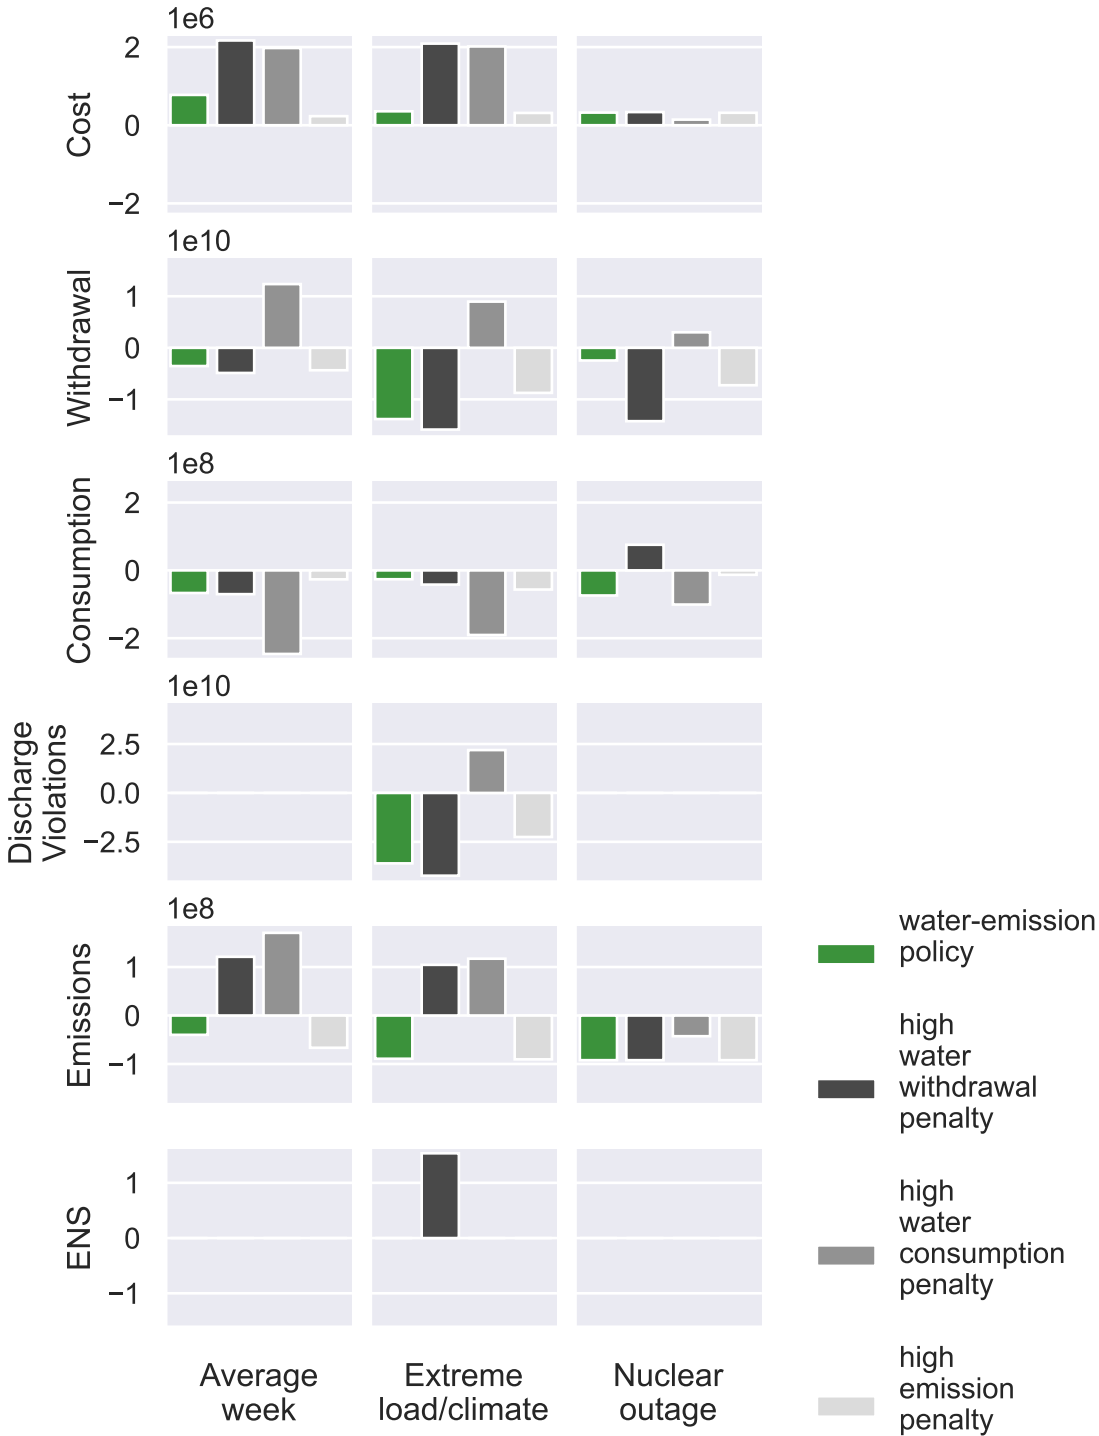 1e6
Cost
2
0
−2
1e10
Withdrawal
1
0
−1
1e8
Consumption
2
0
−2
1e10
Discharge
Violations
2.5
0.0
−2.5
1e8
Emissions
1
0
−1
ENS
1
0
−1
Average
week
Extreme
load/climate
Nuclear
outage
water-emission
policy
high
water
withdrawal
penalty
high
water
consumption
penalty
high
emission
penalty